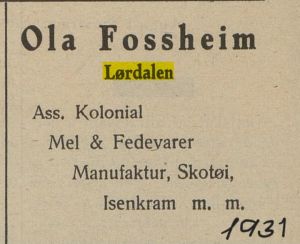 Ola Fossheim
Lørdalen
Ass. Kolonial
Mel & Fedevarer
Manufaktur, Skotøi,
Isenkram m. m.
1931